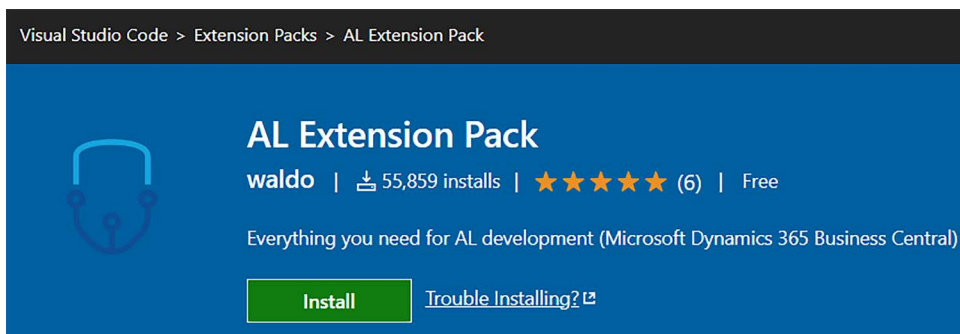 Visual Studio Code > Extension Packs > AL Extension Pack
AL Extension Pack
waldo | 55,859 installs | (6) | Free
Everything you need for AL development (Microsoft Dynamics 365 Business Central)
Install Trouble Installing?